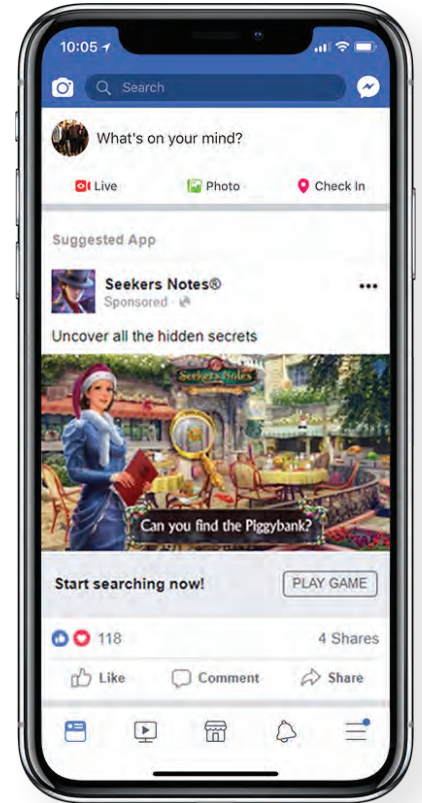 10:05
Search
What's on your mind?
Live Photo Check In
Suggested App
Seekers Notes®
Sponsored
Uncover all the hidden secrets
Seekers Notes
Can you find the Piggybank?
Start searching now! PLAY GAME
118 4 Shares
Like Comment Share